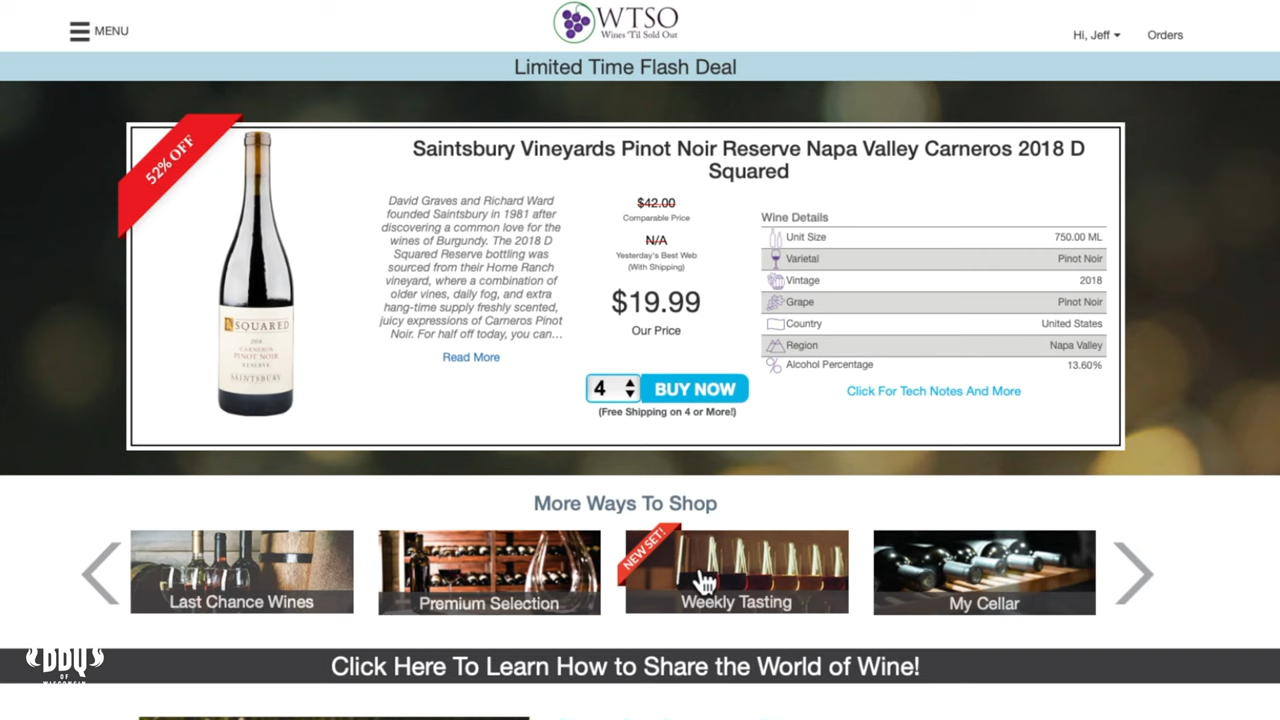 MENU
WTSO
Wines 'Til Sold Out
Hi, Jeff
Orders
Limited Time Flash Deal
52% OFF
Saintsbury Vineyards Pinot Noir Reserve Napa Valley Carneros 2018 D
Squared
David Graves and Richard Ward
founded Saintsbury in 1981 after
discovering a common love for the
wines of Burgundy. The 2018 D
Squared Reserve bottling was
sourced from their Home Ranch
vineyard, where a combination of
older vines, daily fog, and extra
hang-time supply freshly scented,
juicy expressions of Carneros Pinot
Noir. For half off today, you can…
Read More
$42.00
Comparable Price
N/A
Yesterday's Best Web
(With Shipping)
$19.99
Our Price
4
BUY NOW
(Free Shipping on 4 or More!)
Wine Details
Unit Size 750.00 ML
Varietal Pinot Noir
Vintage 2018
Grape Pinot Noir
Country United States
Region Napa Valley
Alcohol Percentage 13.60%
Click For Tech Notes And More
SQUARED
2018
CARNEROS
PINOT NOIR
RESERVE
SAINTSBURY
More Ways To Shop
NEW SET!
Last Chance Wines
Premium Selection
Weekly Tasting
My Cellar
Click Here To Learn How to Share the World of Wine!
OF
WISCONSIN